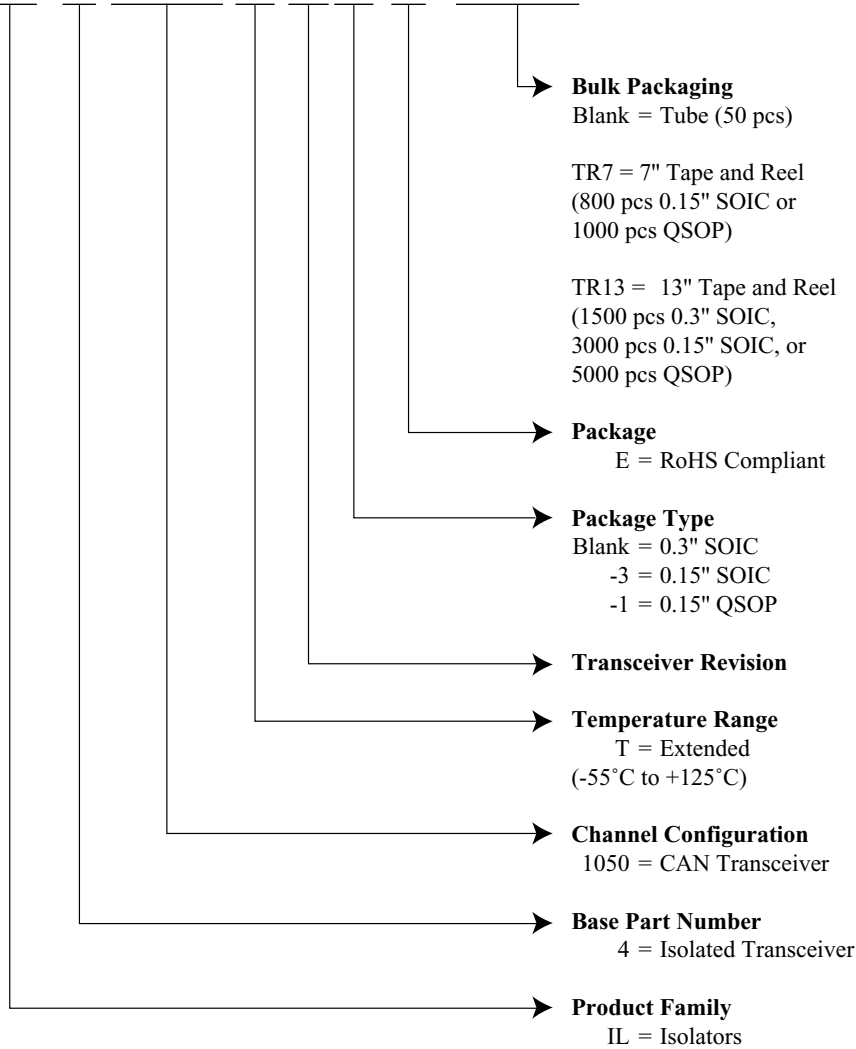 Bulk Packaging
Blank = Tube (50 pcs)
TR7 = 7" Tape and Reel
(800 pcs 0.15" SOIC or
1000 pcs QSOP)
TR13 = 13" Tape and Reel
(1500 pcs 0.3" SOIC,
3000 pcs 0.15" SOIC, or
5000 pcs QSOP)
Package
E = RoHS Compliant
Package Type
Blank = 0.3" SOIC
-3 = 0.15" SOIC
-1 = 0.15" QSOP
Transceiver Revision
Temperature Range
T = Extended
(-55˚C to +125˚C)
Channel Configuration
1050 = CAN Transceiver
Base Part Number
4 = Isolated Transceiver
Product Family
IL = Isolators